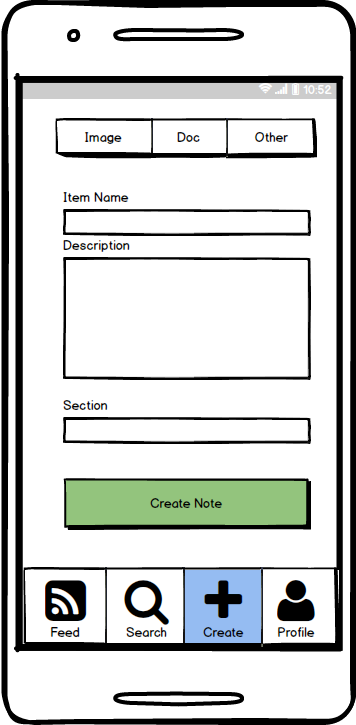 10:52
Image Doc Other
Item Name
Description
Section
Create Note
Feed Search Create Profile